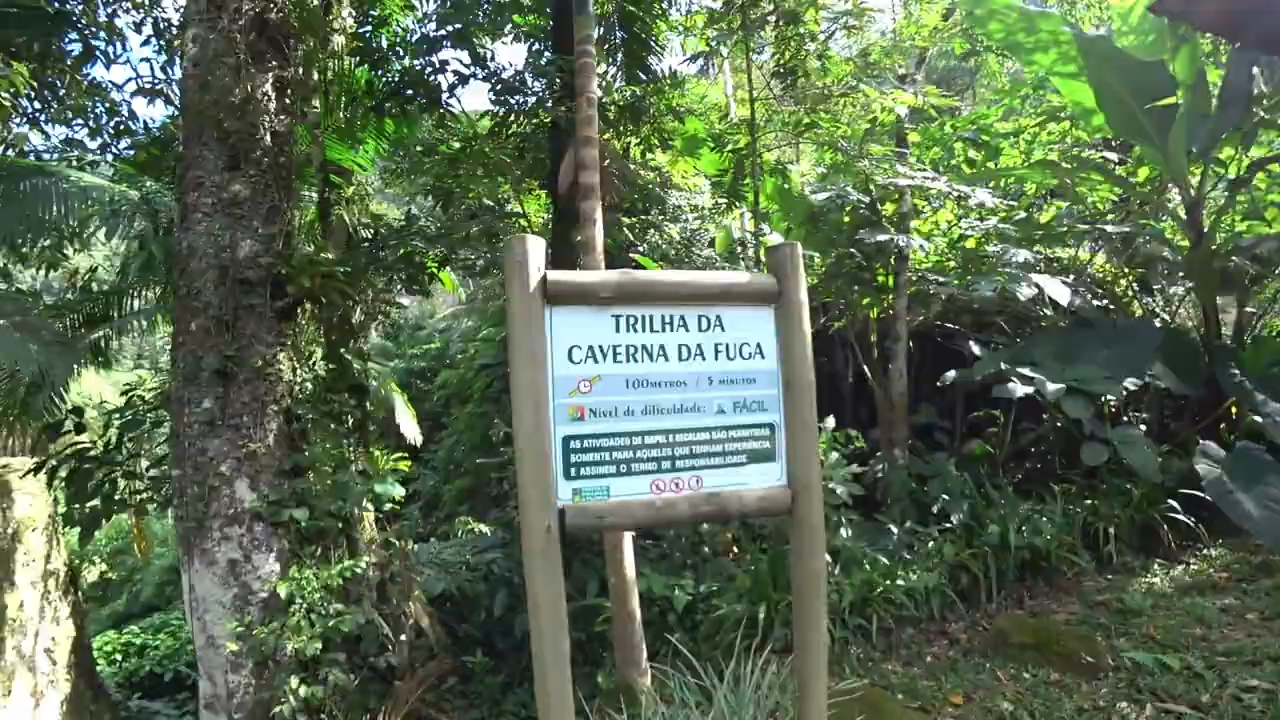 TRILHA DA
CAVERNA DA FUGA
100METROS / 5 MINUTOS
Nível de dificuldade: FÁCIL
AS ATIVIDADES DE RAPEL E ESCALADA SÃO PERMITIDAS
SOMENTE PARA AQUELES QUE TENHAM EXPERIÊNCIA
E ASSINEM O TERMO DE RESPONSABILIDADE